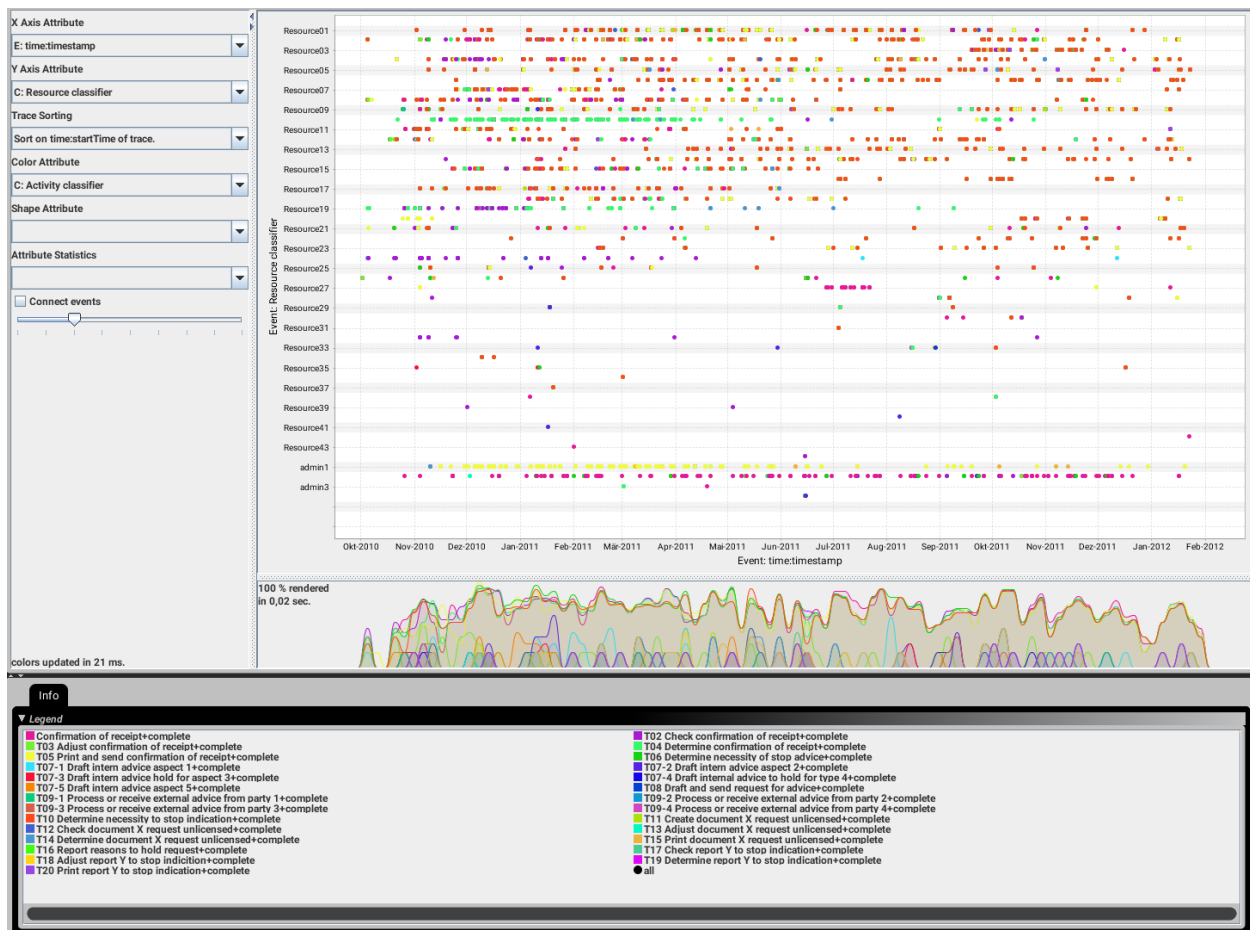 X Axis Attribute
E: time:timestamp
Y Axis Attribute
C: Resource classifier
Trace Sorting
Sort on time:startTime of trace.
Color Attribute
C: Activity classifier
Shape Attribute
Attribute Statistics
Connect events
colors updated in 21 ms.
Event: Resource classifier
Resource01
Resource03
Resource05
Resource07
Resource09
Resource11
Resource13
Resource15
Resource17
Resource19
Resource21
Resource23
Resource25
Resource27
Resource29
Resource31
Resource33
Resource35
Resource37
Resource39
Resource41
Resource43
admin1
admin3
Okt-2010 Nov-2010 Dez-2010 Jan-2011 Feb-2011 Mär-2011 Apr-2011 Mai-2011 Jun-2011 Jul-2011 Aug-2011 Sep-2011 Okt-2011 Nov-2011 Dez-2011 Jan-2012 Feb-2012
Event: time:timestamp
100 % rendered
in 0,02 sec.
Info
Legend
Confirmation of receipt+complete
T02 Check confirmation of receipt+complete
T03 Adjust confirmation of receipt+complete
T04 Determine confirmation of receipt+complete
T05 Print and send confirmation of receipt+complete
T06 Determine necessity of stop advice+complete
T07-1 Draft intern advice aspect 1+complete
T07-2 Draft intern advice aspect 2+complete
T07-3 Draft intern advice hold for aspect 3+complete
T07-4 Draft internal advice to hold for type 4+complete
T07-5 Draft intern advice aspect 5+complete
T08 Draft and send request for advice+complete
T09-1 Process or receive external advice from party 1+complete
T09-2 Process or receive external advice from party 2+complete
T09-3 Process or receive external advice from party 3+complete
T09-4 Process or receive external advice from party 4+complete
T10 Determine necessity to stop indication+complete
T11 Create document X request unlicensed+complete
T12 Check document X request unlicensed+complete
T13 Adjust document X request unlicensed+complete
T14 Determine document X request unlicensed+complete
T15 Print document X request unlicensed+complete
T16 Report reasons to hold request+complete
T17 Check report Y to stop indication+complete
T18 Adjust report Y to stop indicition+complete
T19 Determine report Y to stop indication+complete
T20 Print report Y to stop indication+complete
all